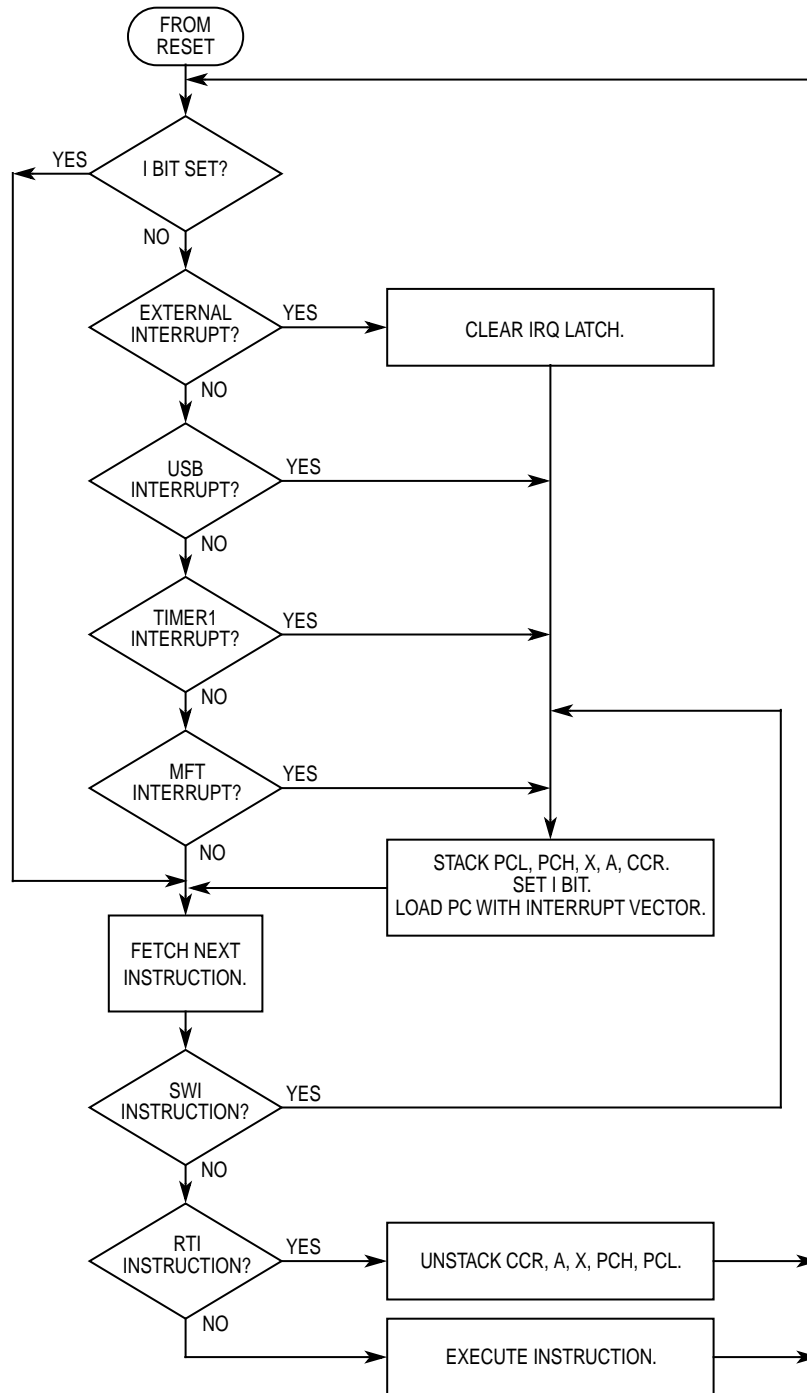 FROM
RESET
YES
I BIT SET?
NO
EXTERNAL
INTERRUPT?
YES
CLEAR IRQ LATCH.
NO
USB
INTERRUPT?
YES
NO
TIMER1
INTERRUPT?
YES
NO
MFT
INTERRUPT?
YES
NO
STACK PCL, PCH, X, A, CCR.
SET I BIT.
LOAD PC WITH INTERRUPT VECTOR.
FETCH NEXT
INSTRUCTION.
SWI
INSTRUCTION?
YES
NO
RTI
INSTRUCTION?
YES
UNSTACK CCR, A, X, PCH, PCL.
NO
EXECUTE INSTRUCTION.